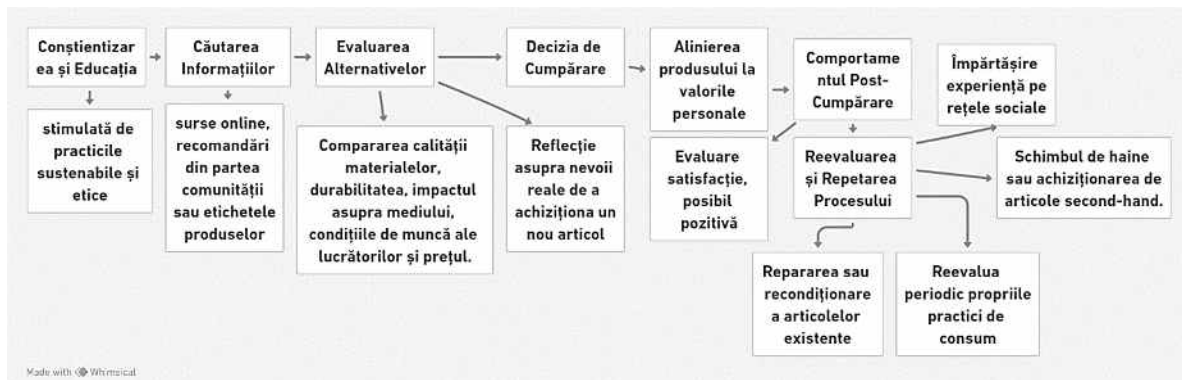 Conștientizar
ea și Educația
stimulată de
practicile
sustenabile și
etice
Căutarea
Informațiilor
surse online,
recomandări
din partea
comunității
sau etichetele
produselor
Evaluarea
Alternativelor
Compararea calității
materialelor,
durabilitatea, impactul
asupra mediului,
condițiile de muncă ale
lucrătorilor și prețul.
Reflecție
asupra nevoii
reale de a
achiziționa un
nou articol
Decizia de
Cumpărare
Alinierea
produsului la
valorile
personale
Comportame
ntul Post-
Cumpărare
Evaluare
satisfacție,
posibil
pozitivă
Reevaluarea
și Repetarea
Procesului
Împărtășire
experiență pe
rețele sociale
Schimbul de haine
sau achiziționarea de
articole second-hand.
Repararea sau
recondiționare
a articolelor
existente
Reevalua
periodic propriile
practici de
consum
Made with Whimsical